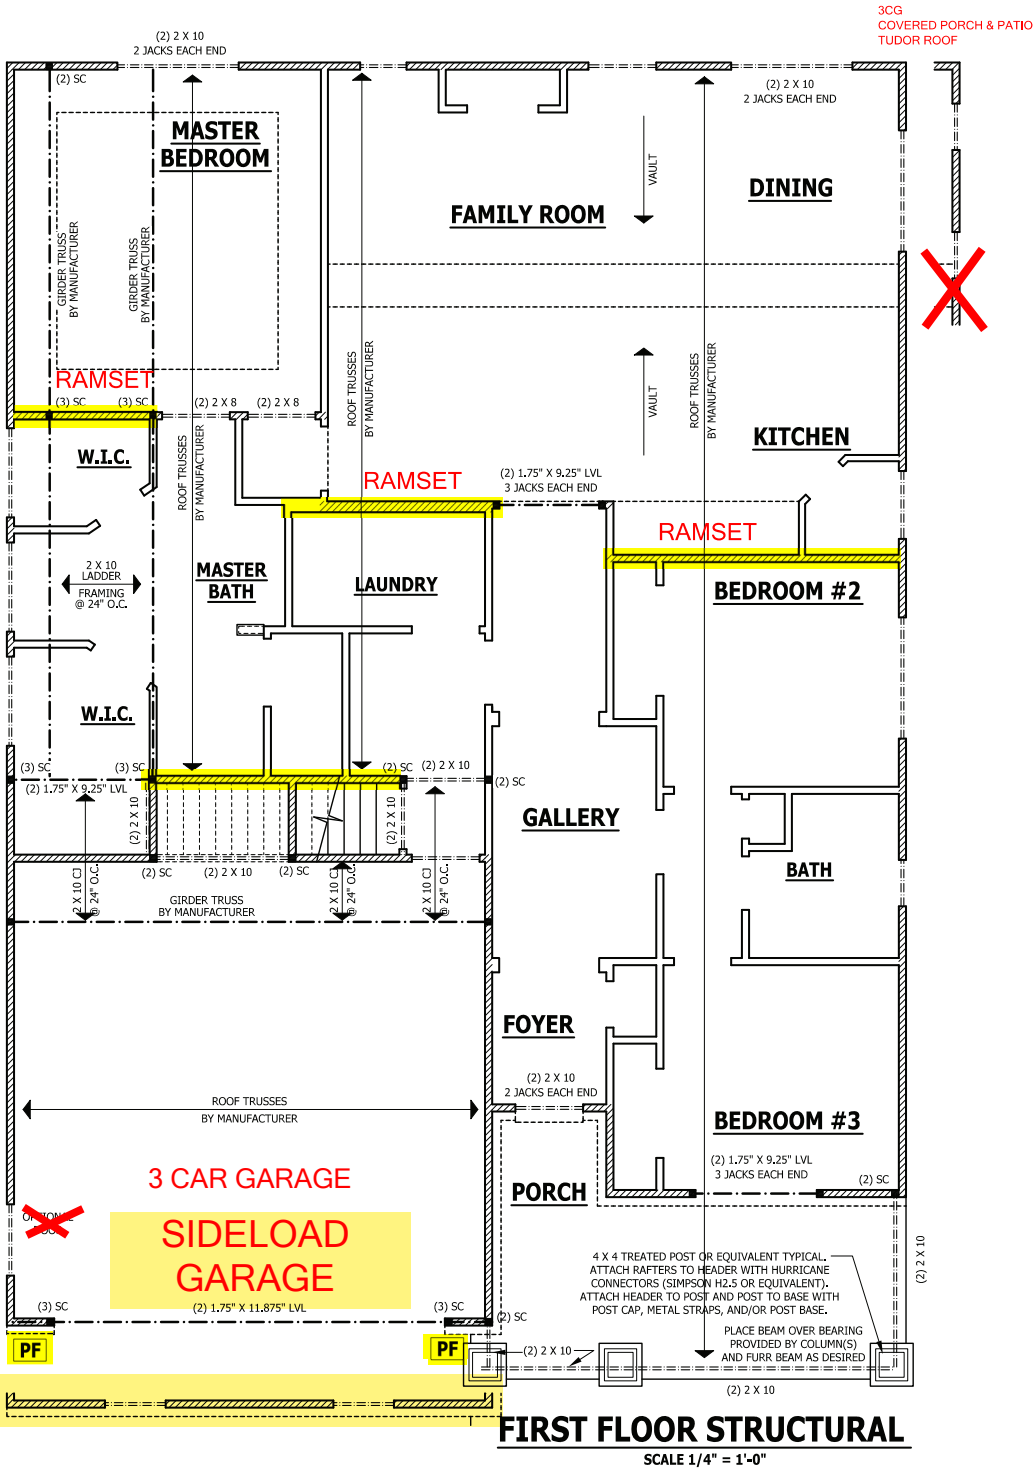 3CG
COVERED PORCH & PATIO
TUDOR ROOF
(2) 2 X 10
2 JACKS EACH END
(2) SC
(2) 2 X 10
2 JACKS EACH END
MASTER
BEDROOM
FAMILY ROOM
VAULT
DINING
GIRDER TRUSS
BY MANUFACTURER
GIRDER TRUSS
BY MANUFACTURER
ROOF TRUSSES
BY MANUFACTURER
ROOF TRUSSES
BY MANUFACTURER
VAULT
RAMSET
(3) SC
(3) SC
(2) 2 X 8
(2) 2 X 8
W.I.C.
ROOF TRUSSES
BY MANUFACTURER
KITCHEN
RAMSET
(2) 1.75" X 9.25" LVL
3 JACKS EACH END
RAMSET
2 X 10
LADDER
FRAMING
@ 24" O.C.
MASTER
BATH
LAUNDRY
BEDROOM #2
W.I.C.
(3) SC
(3) SC
(2) SC
(2) 2 X 10
(2) SC
(2) 1.75" X 9.25" LVL
(2) 2 X 10
(2) 2 X 10
GALLERY
BATH
(2) SC
(2) 2 X 10
(2) SC
2 X 10 CJ
@ 24" O.C.
2 X 10 CJ
@ 24" O.C.
2 X 10 CJ
@ 24" O.C.
GIRDER TRUSS
BY MANUFACTURER
FOYER
(2) 2 X 10
2 JACKS EACH END
ROOF TRUSSES
BY MANUFACTURER
BEDROOM #3
(2) 1.75" X 9.25" LVL
3 JACKS EACH END
(2) SC
3 CAR GARAGE
PORCH
SIDELOAD
GARAGE
4 X 4 TREATED POST OR EQUIVALENT TYPICAL.
ATTACH RAFTERS TO HEADER WITH HURRICANE
CONNECTORS (SIMPSON H2.5 OR EQUIVALENT).
ATTACH HEADER TO POST AND POST TO BASE WITH
POST CAP, METAL STRAPS, AND/OR POST BASE.
(2) 2 X 10
(3) SC
(2) 1.75" X 11.875" LVL
(3) SC
(2) SC
PLACE BEAM OVER BEARING
PROVIDED BY COLUMN(S)
AND FURR BEAM AS DESIRED
PF
PF
(2) 2 X 10
(2) 2 X 10
FIRST FLOOR STRUCTURAL
SCALE 1/4" = 1'-0"